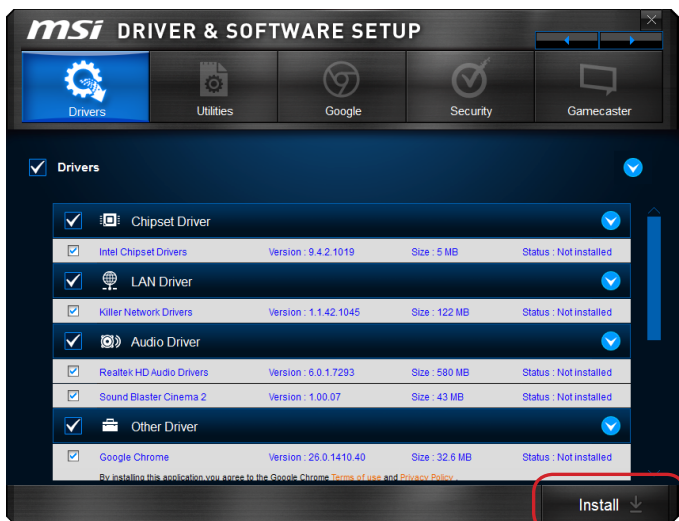 msi DRIVER & SOFTWARE SETUP
Drivers Utilities Google Security Gamecaster
Drivers
Chipset Driver
Intel Chipset Drivers Version : 9.4.2.1019 Size : 5 MB Status : Not installed
LAN Driver
Killer Network Drivers Version : 1.1.42.1045 Size : 122 MB Status : Not installed
Audio Driver
Realtek HD Audio Drivers Version : 6.0.1.7293 Size : 580 MB Status : Not installed
Sound Blaster Cinema 2 Version : 1.00.07 Size : 43 MB Status : Not installed
Other Driver
Google Chrome Version : 26.0.1410.40 Size : 32.6 MB Status : Not installed
By installing this application,you agree to the Google Chrome Terms of use and Privacy Policy .
Install